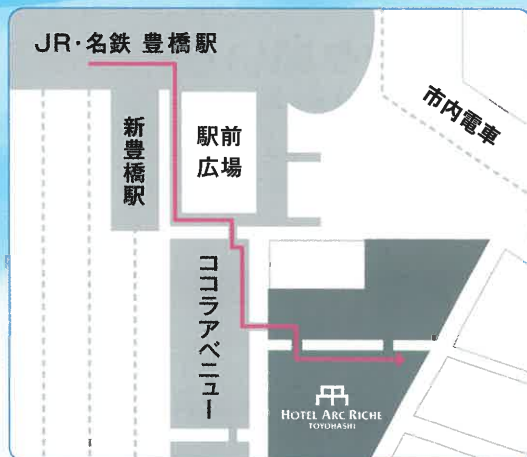 JR・名鉄 豊橋駅
新豊橋駅
駅前
広場
市内電車
ココラアベニュー
HOTEL ARC RICHE
TOYOHASHI